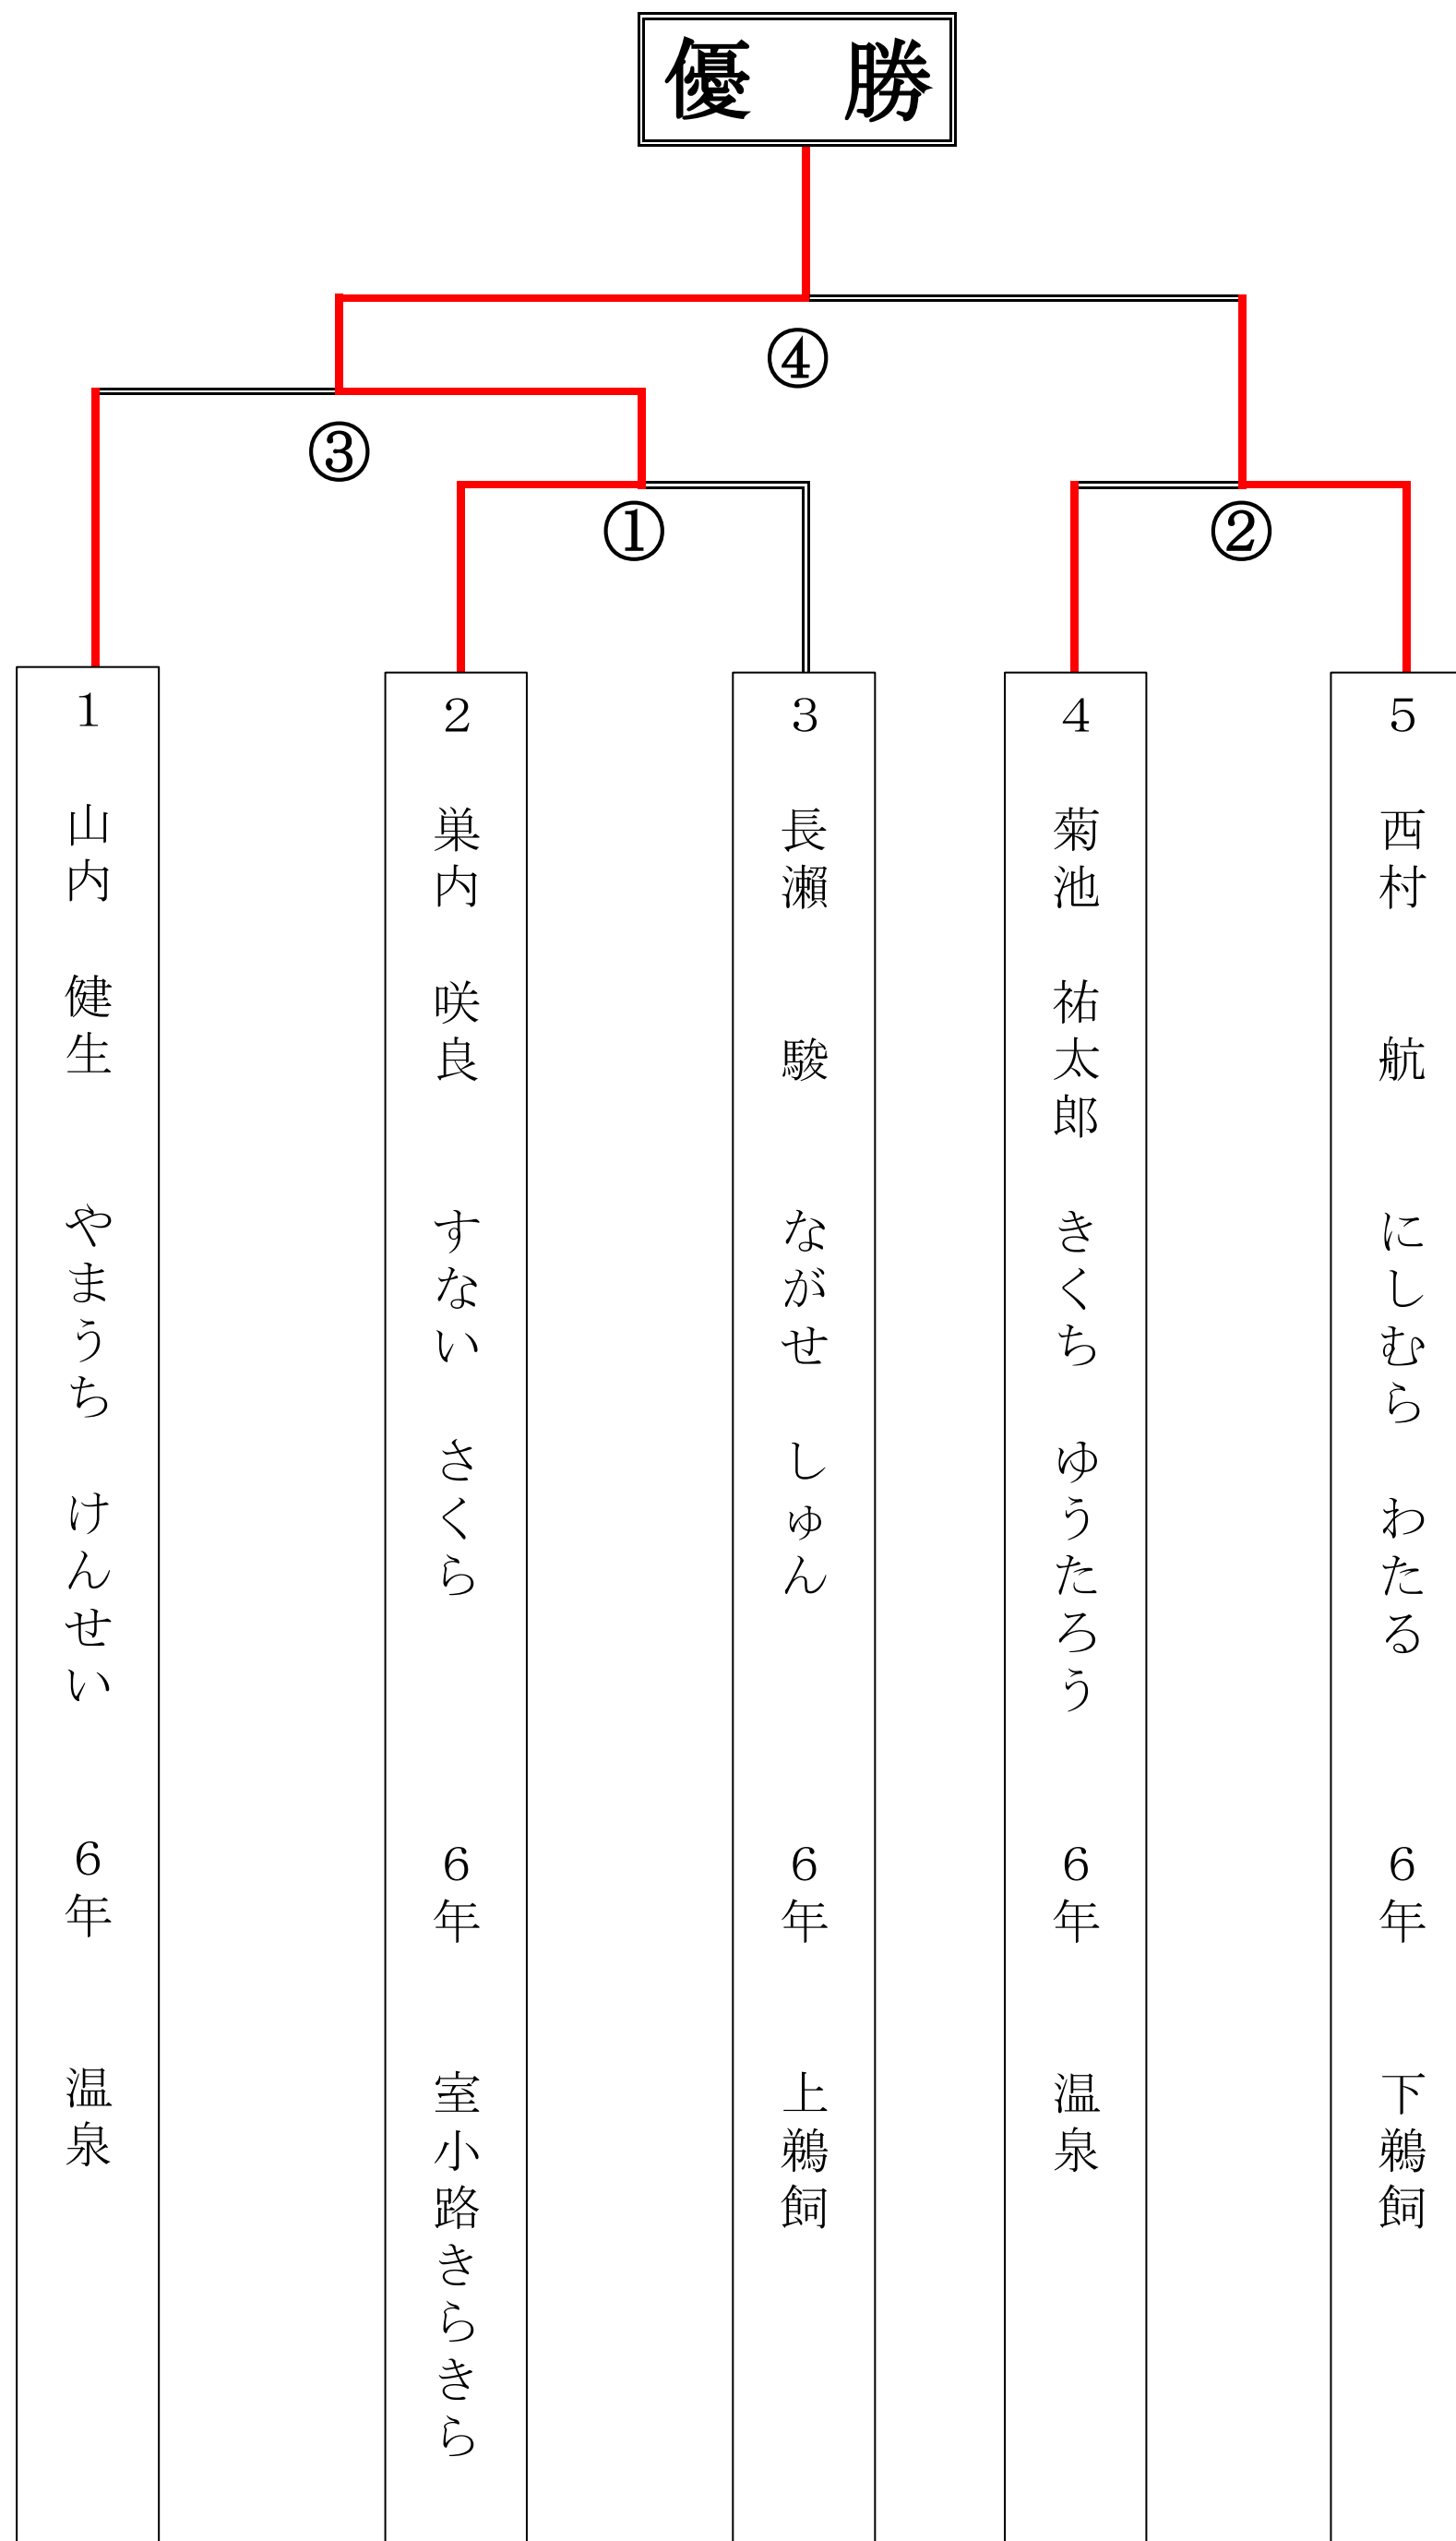 優　勝
④
③
①
②
1　山内　健生　　やまうち　けんせい　　6年　　温泉
2　巣内　咲良　　すない　さくら　　6年　　室小路きらきら
3　長瀬　　駿　　ながせ　しゅん　　6年　　上鵜飼
4　菊池　祐太郎　きくち　ゆうたろう　　6年　　温泉
5　西村　　航　　にしむら　わたる　　6年　　下鵜飼